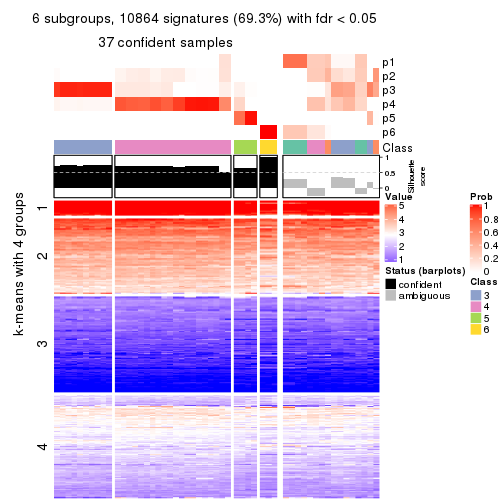 6 subgroups, 10864 signatures (69.3%) with fdr < 0.05
37 confident samples
p1
p2
p3
p4
p5
p6
Class
1
0.5
0
Silhouette
score
k-means with 4 groups
1
2
3
4
Value
5
4
3
2
1
Status (barplots)
confident
ambiguous
Prob
1
0.8
0.6
0.4
0.2
0
Class
3
4
5
6